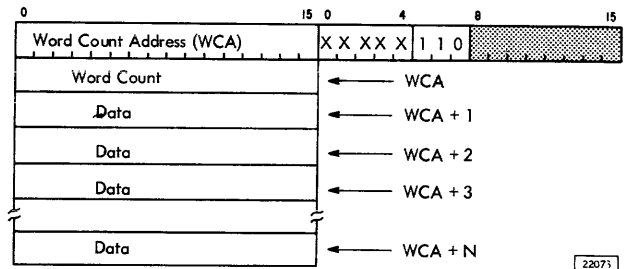 0 15 0 4 8 15
Word Count Address (WCA) X X X X X 1 1 0
Word Count WCA
Data WCA + 1
Data WCA + 2
Data WCA + 3
Data WCA + N
22073